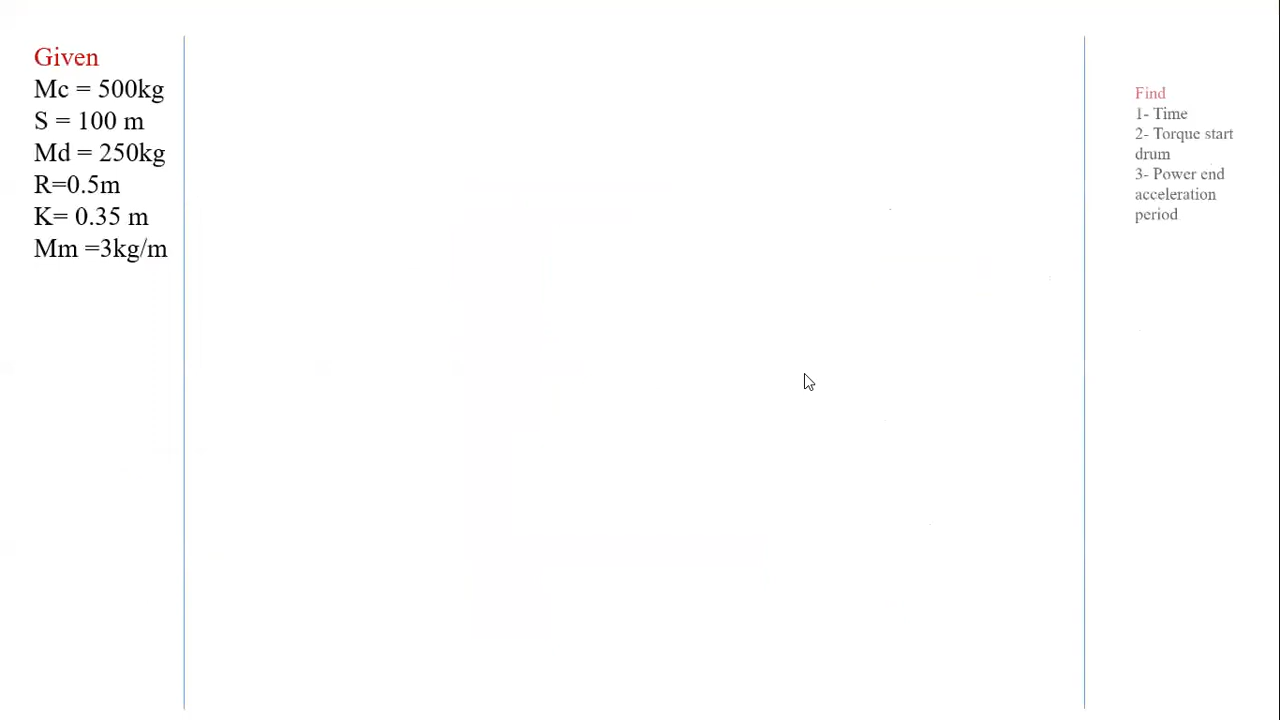 Given
Mc = 500kg
S = 100 m
Md = 250kg
R=0.5m
K= 0.35 m
Mm =3kg/m
Find
1- Time
2- Torque start
drum
3- Power end
acceleration
period